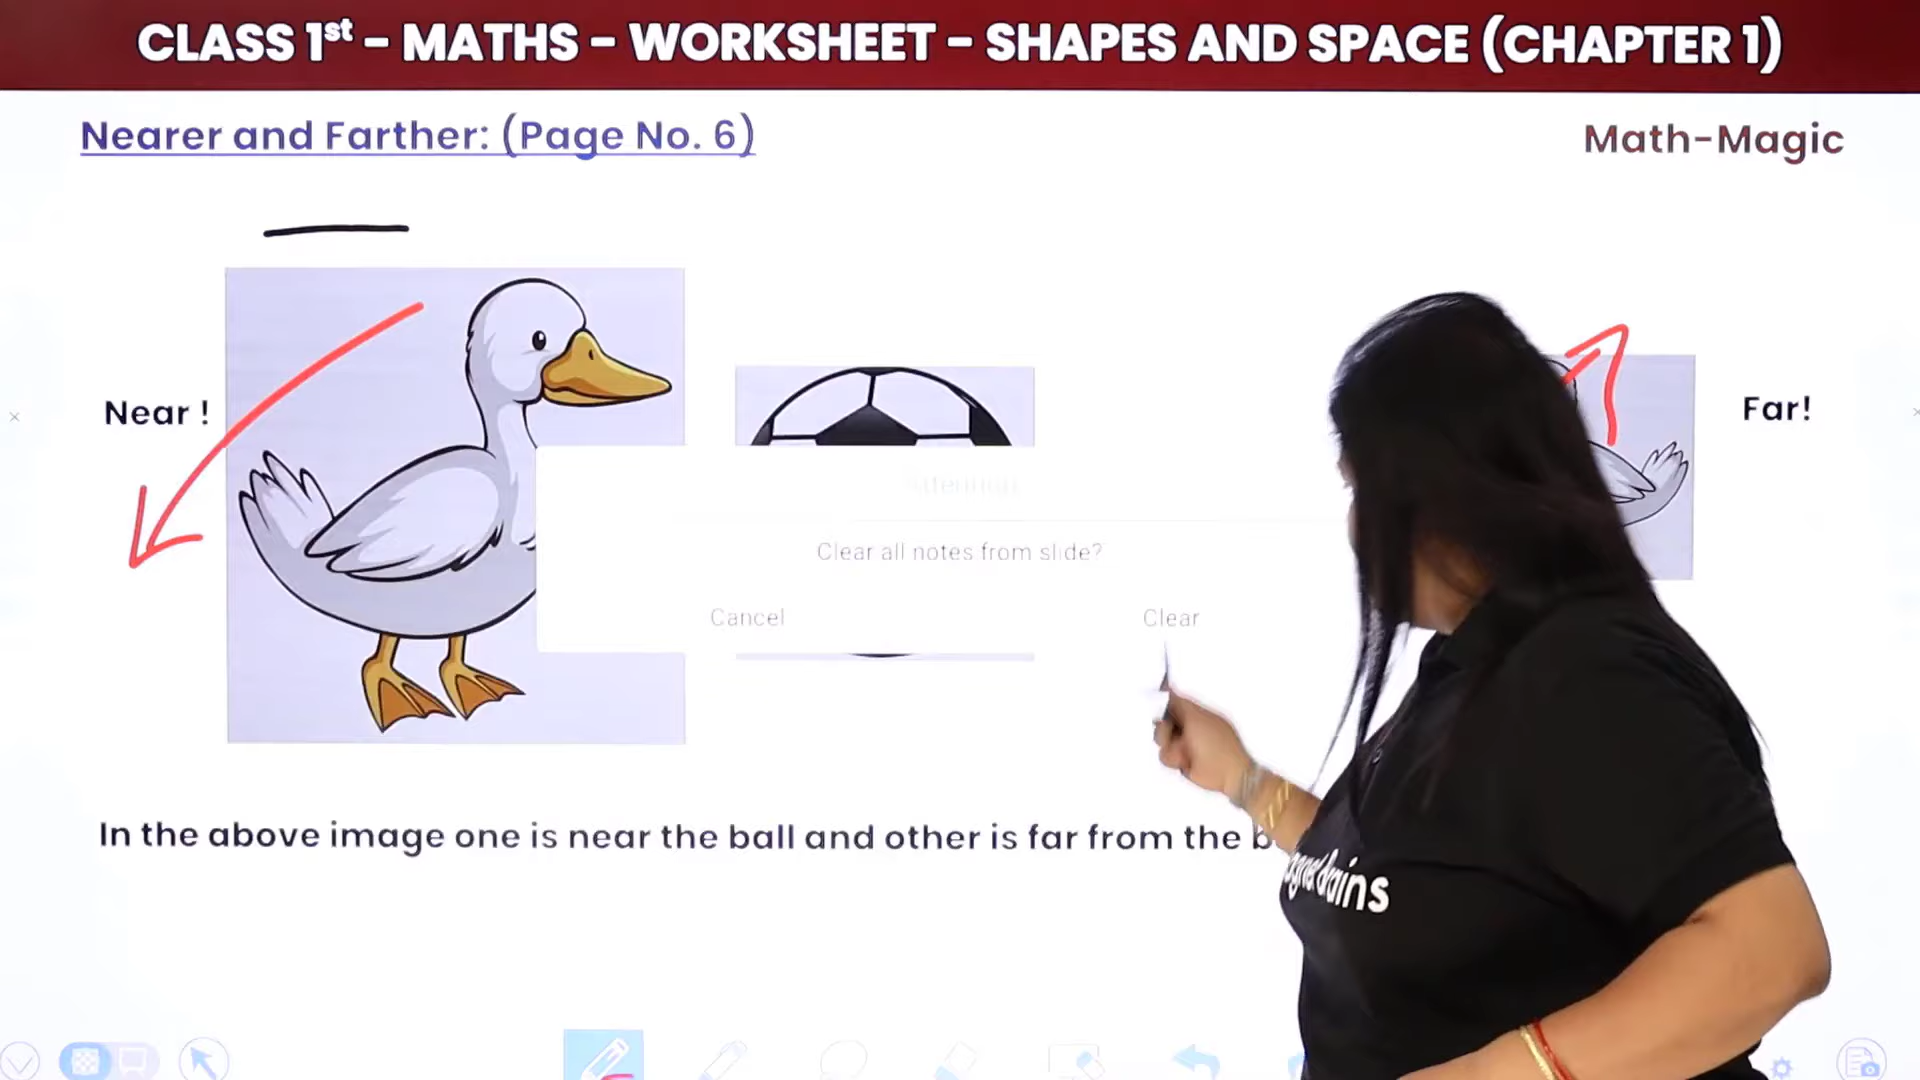 CLASS 1st - MATHS - WORKSHEET - SHAPES AND SPACE (CHAPTER 1)
Nearer and Farther: (Page No. 6)
Math-Magic
Near !
Far!
Clear all notes from slide?
Cancel
Clear
In the above image one is near the ball and other is far from the